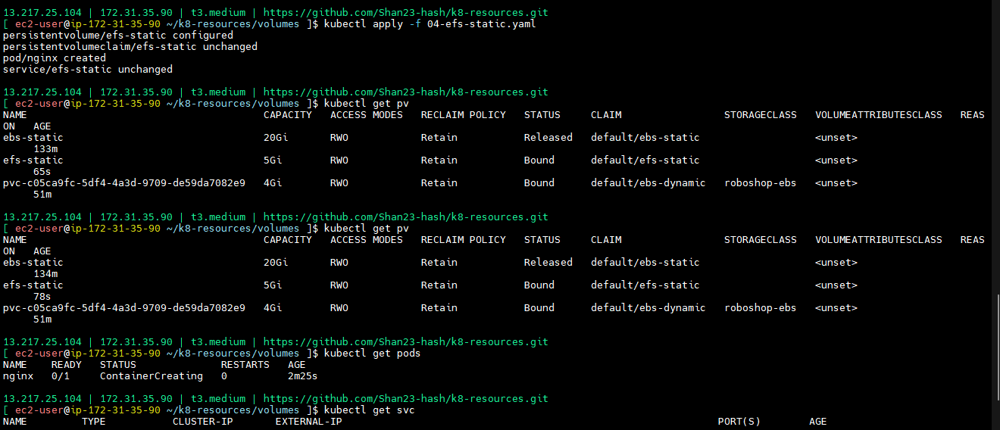 13.217.25.104 | 172.31.35.90 | t3.medium | https://github.com/Shan23-hash/k8-resources.git
[ ec2-user@ip-172-31-35-90 ~/k8-resources/volumes ]$ kubectl apply -f 04-efs-static.yaml
persistentvolume/efs-static configured
persistentvolumeclaim/efs-static unchanged
pod/nginx created
service/efs-static unchanged

13.217.25.104 | 172.31.35.90 | t3.medium | https://github.com/Shan23-hash/k8-resources.git
[ ec2-user@ip-172-31-35-90 ~/k8-resources/volumes ]$ kubectl get pv
NAME                                       CAPACITY   ACCESS MODES   RECLAIM POLICY   STATUS     CLAIM                 STORAGECLASS   VOLUMEATTRIBUTESCLASS   REAS
ON   AGE
ebs-static                                 20Gi       RWO            Retain           Released   default/ebs-static                   <unset>
     133m
efs-static                                 5Gi        RWO            Retain           Bound      default/efs-static                   <unset>
     65s
pvc-c05ca9fc-5df4-4a3d-9709-de59da7082e9   4Gi        RWO            Retain           Bound      default/ebs-dynamic   roboshop-ebs   <unset>
     51m

13.217.25.104 | 172.31.35.90 | t3.medium | https://github.com/Shan23-hash/k8-resources.git
[ ec2-user@ip-172-31-35-90 ~/k8-resources/volumes ]$ kubectl get pv
NAME                                       CAPACITY   ACCESS MODES   RECLAIM POLICY   STATUS     CLAIM                 STORAGECLASS   VOLUMEATTRIBUTESCLASS   REAS
ON   AGE
ebs-static                                 20Gi       RWO            Retain           Released   default/ebs-static                   <unset>
     134m
efs-static                                 5Gi        RWO            Retain           Bound      default/efs-static                   <unset>
     78s
pvc-c05ca9fc-5df4-4a3d-9709-de59da7082e9   4Gi        RWO            Retain           Bound      default/ebs-dynamic   roboshop-ebs   <unset>
     51m

13.217.25.104 | 172.31.35.90 | t3.medium | https://github.com/Shan23-hash/k8-resources.git
[ ec2-user@ip-172-31-35-90 ~/k8-resources/volumes ]$ kubectl get pods
NAME    READY   STATUS              RESTARTS   AGE
nginx   0/1     ContainerCreating   0          2m25s

13.217.25.104 | 172.31.35.90 | t3.medium | https://github.com/Shan23-hash/k8-resources.git
[ ec2-user@ip-172-31-35-90 ~/k8-resources/volumes ]$ kubectl get svc
NAME         TYPE           CLUSTER-IP       EXTERNAL-IP                                                              PORT(S)        AGE